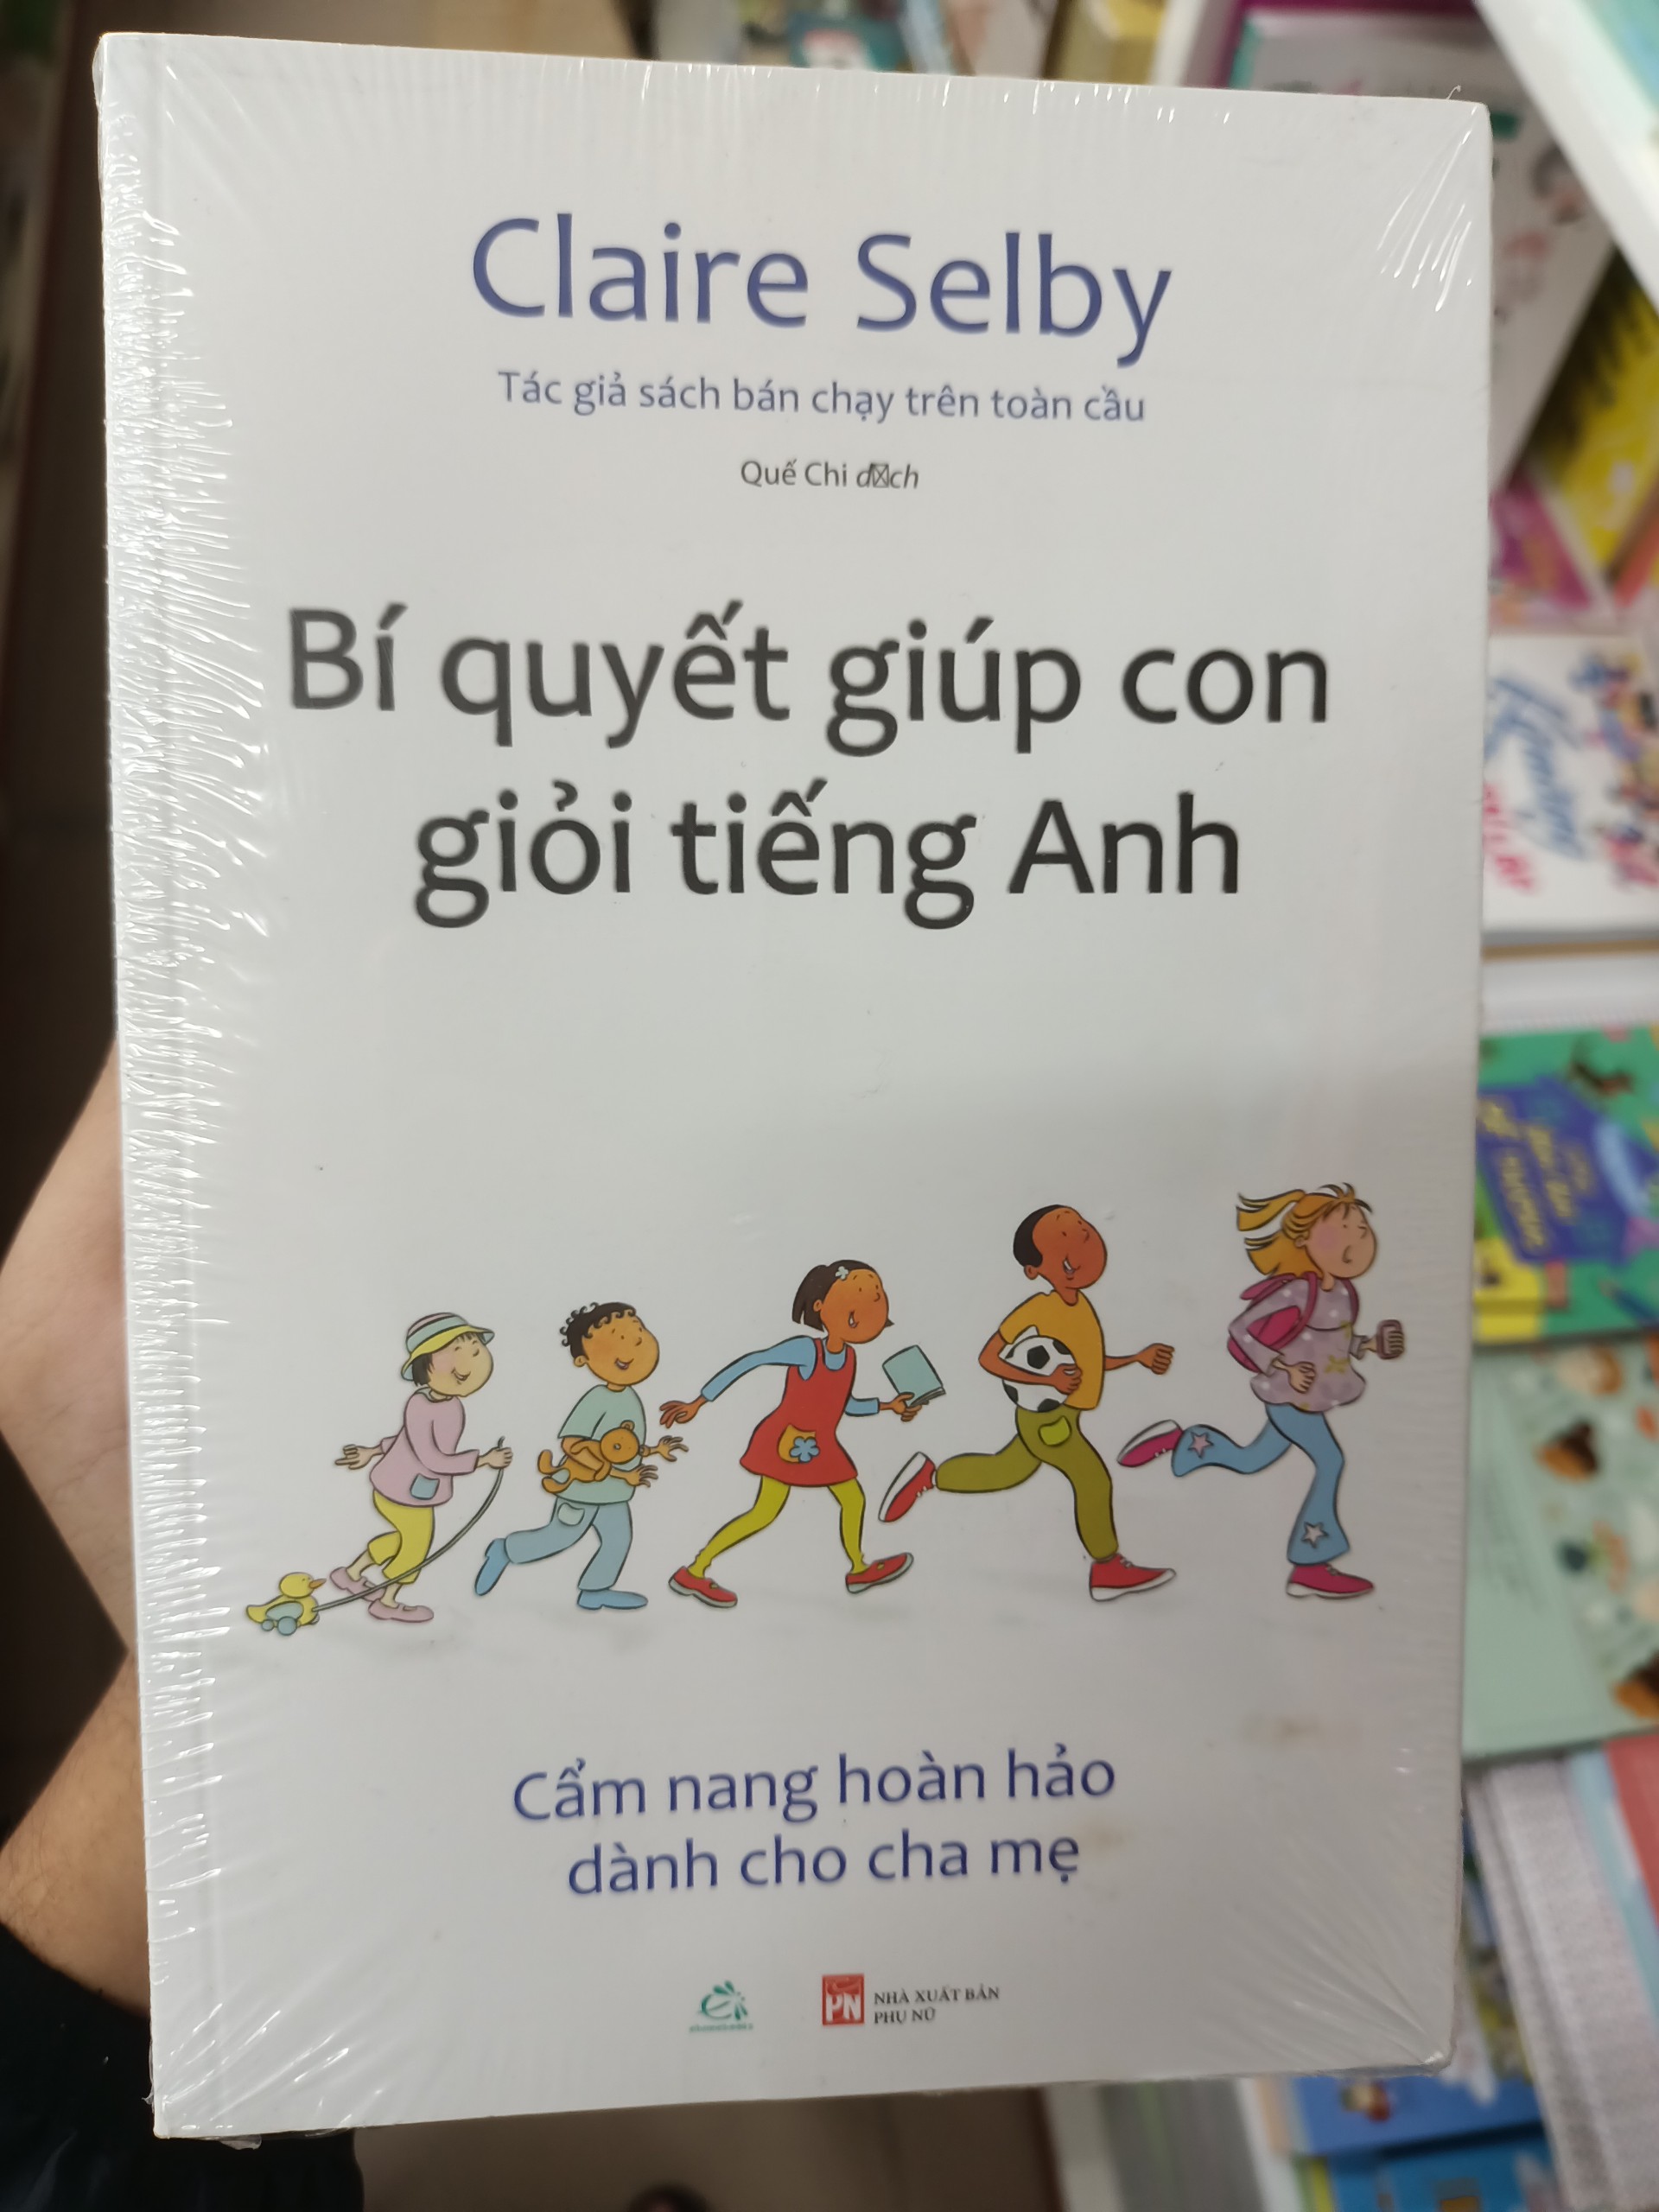 Claire Selby
Tác giả sách bán chạy trên toàn cầu
Quế Chi d☒ch
Bí quyết giúp con
giỏi tiếng Anh
Cẩm nang hoàn hảo
dành cho cha mẹ
PN
NHÀ XUẤT BẢN
PHỤ NỮ